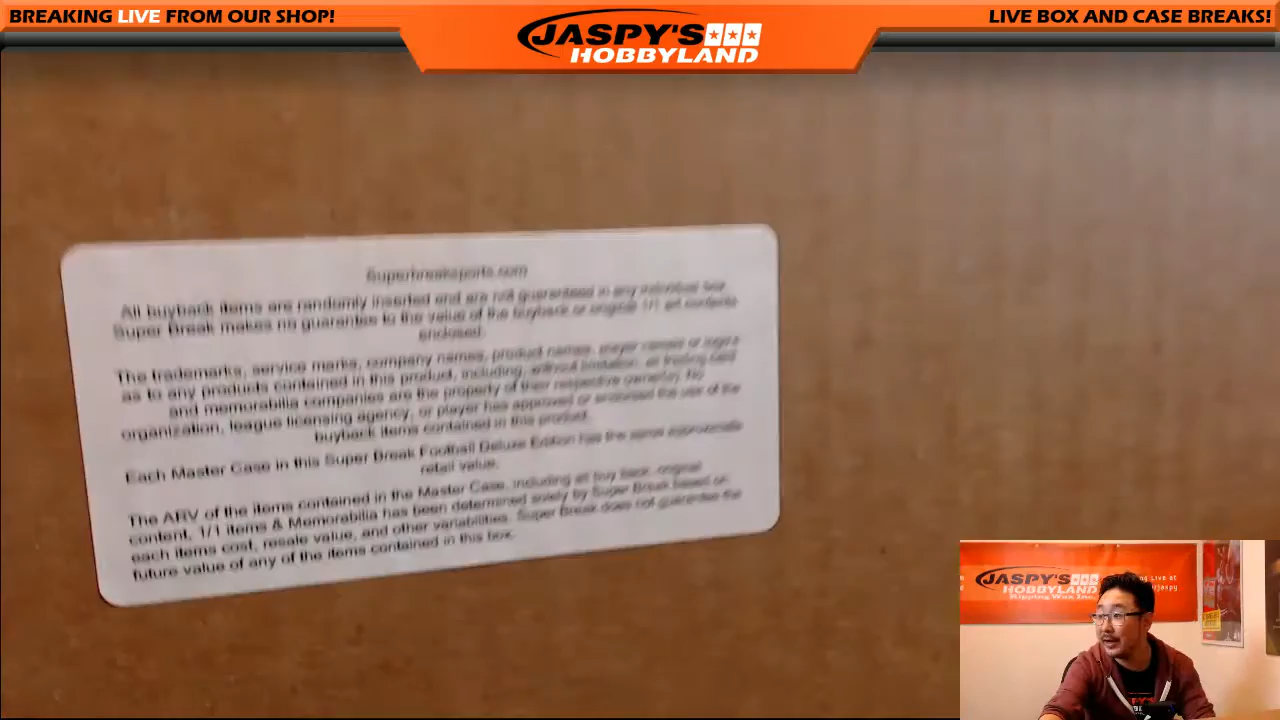 BREAKING LIVE FROM OUR SHOP!
JASPY'S
HOBBYLAND
LIVE BOX AND CASE BREAKS!
Superbreaksports.com
All buyback items are randomly inserted and are not guaranteed in any individual box.
Super Break makes no guarantee to the value of the buyback or original 1/1 art contents
enclosed.
The trademarks, service marks, company names, product names, player names or logo's
as to any products contained in this product, including, without limitation, all trading card
and memorabilia companies are the property of their respective ownership. No
organization, league licensing agency, or player has approved or endorsed the use of the
buyback items contained in this product.
Each Master Case in this Super Break Football Deluxe Edition has the same approximate
retail value.
The ARV of the items contained in the Master Case, including all buy back, original
content, 1/1 items & Memorabilia has been determined solely by Super Break based on
each items cost, resale value, and other variabilities. Super Break does not guarantee the
future value of any of the items contained in this box.
JASPY'S
HOBBYLAND
Ripping Wax Inc.